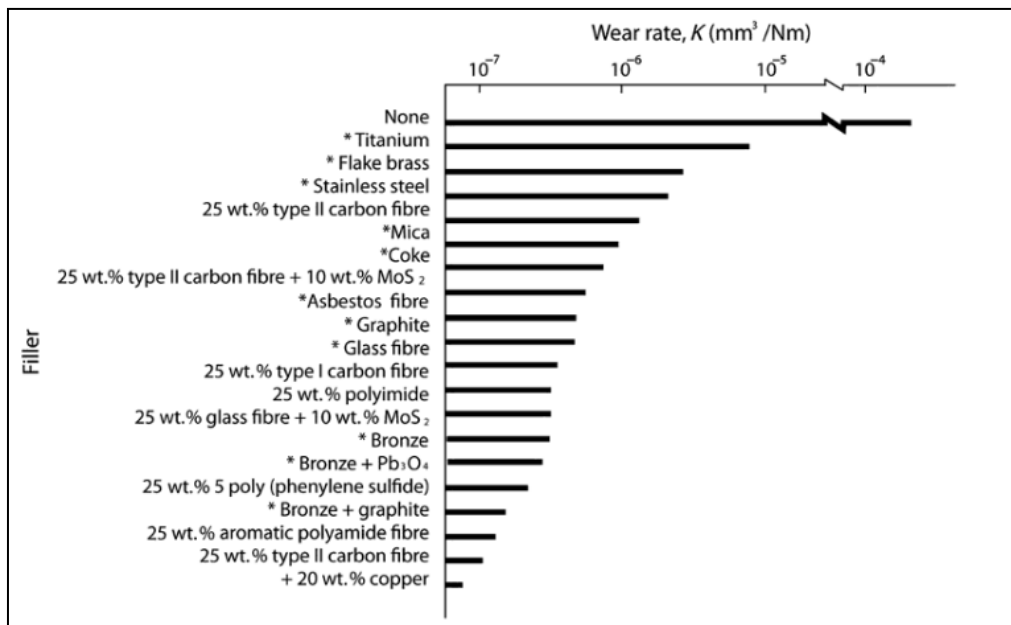 Wear rate, K (mm³ /Nm)
10⁻⁷ 10⁻⁶ 10⁻⁵ 10⁻⁴
Filler
None
* Titanium
* Flake brass
* Stainless steel
25 wt.% type II carbon fibre
*Mica
*Coke
25 wt.% type II carbon fibre + 10 wt.% MoS₂
*Asbestos fibre
* Graphite
* Glass fibre
25 wt.% type I carbon fibre
25 wt.% polyimide
25 wt.% glass fibre + 10 wt.% MoS₂
* Bronze
* Bronze + Pb₃O₄
25 wt.% 5 poly (phenylene sulfide)
* Bronze + graphite
25 wt.% aromatic polyamide fibre
25 wt.% type II carbon fibre
+ 20 wt.% copper